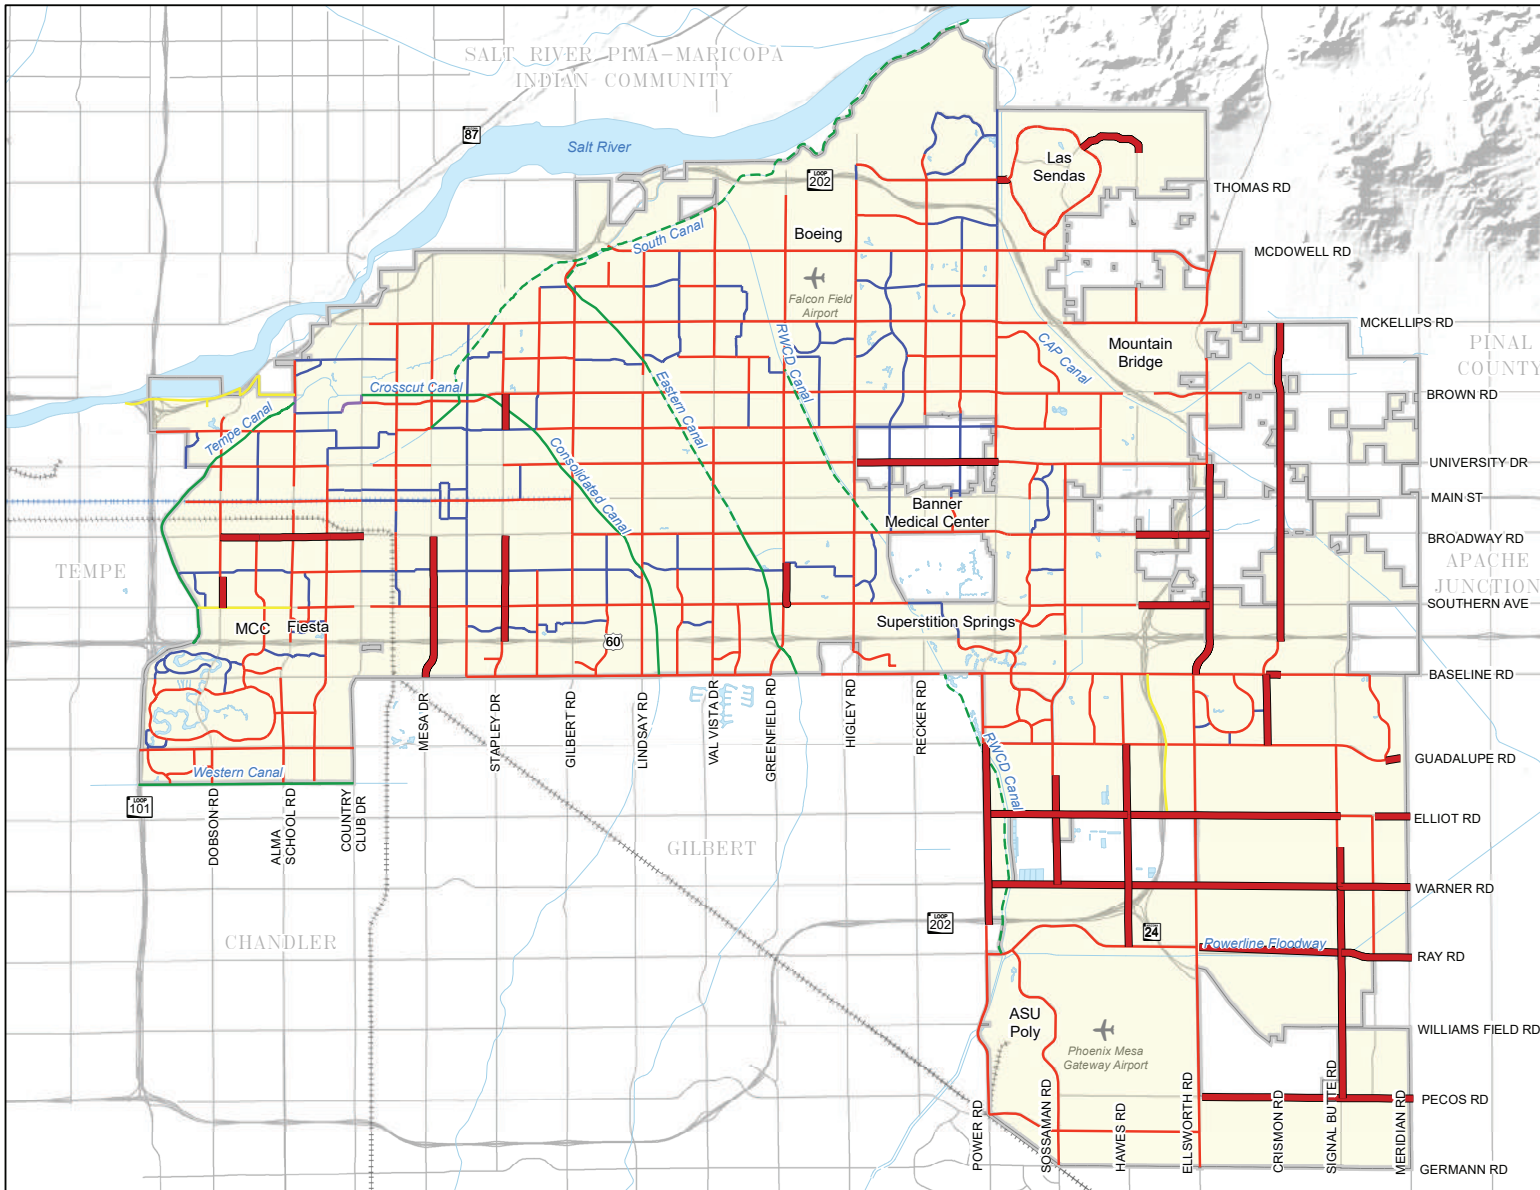 SALT RIVER PIMA-MARICOPA
INDIAN COMMUNITY
87
Salt River
LOOP
202
Las
Sendas
THOMAS RD
South Canal
Boeing
MCDOWELL RD
Falcon Field
Airport
MCKELLIPS RD
RWCD Canal
CAP Canal
Mountain
Bridge
PINAL
COUNTY
Crosscut Canal
Eastern Canal
BROWN RD
Tempe Canal
Consolidated Canal
UNIVERSITY DR
MAIN ST
Banner
Medical Center
BROADWAY RD
TEMPE
APACHE
JUNCTION
SOUTHERN AVE
MCC
Fiesta
60
Superstition Springs
BASELINE RD
MESA DR
STAPLEY DR
GILBERT RD
LINDSAY RD
VAL VISTA DR
GREENFIELD RD
HIGLEY RD
RECKER RD
RWCD Canal
GUADALUPE RD
Western Canal
LOOP
101
DOBSON RD
ALMA
SCHOOL RD
COUNTRY
CLUB DR
ELLIOT RD
GILBERT
WARNER RD
LOOP
202
24
CHANDLER
Powerline Floodway
RAY RD
ASU
Poly
WILLIAMS FIELD RD
Phoenix Mesa
Gateway Airport
POWER RD
SOSSAMAN RD
HAWES RD
ELLSWORTH RD
CRISMON RD
SIGNAL BUTTE RD
MERIDIAN RD
PECOS RD
GERMANN RD